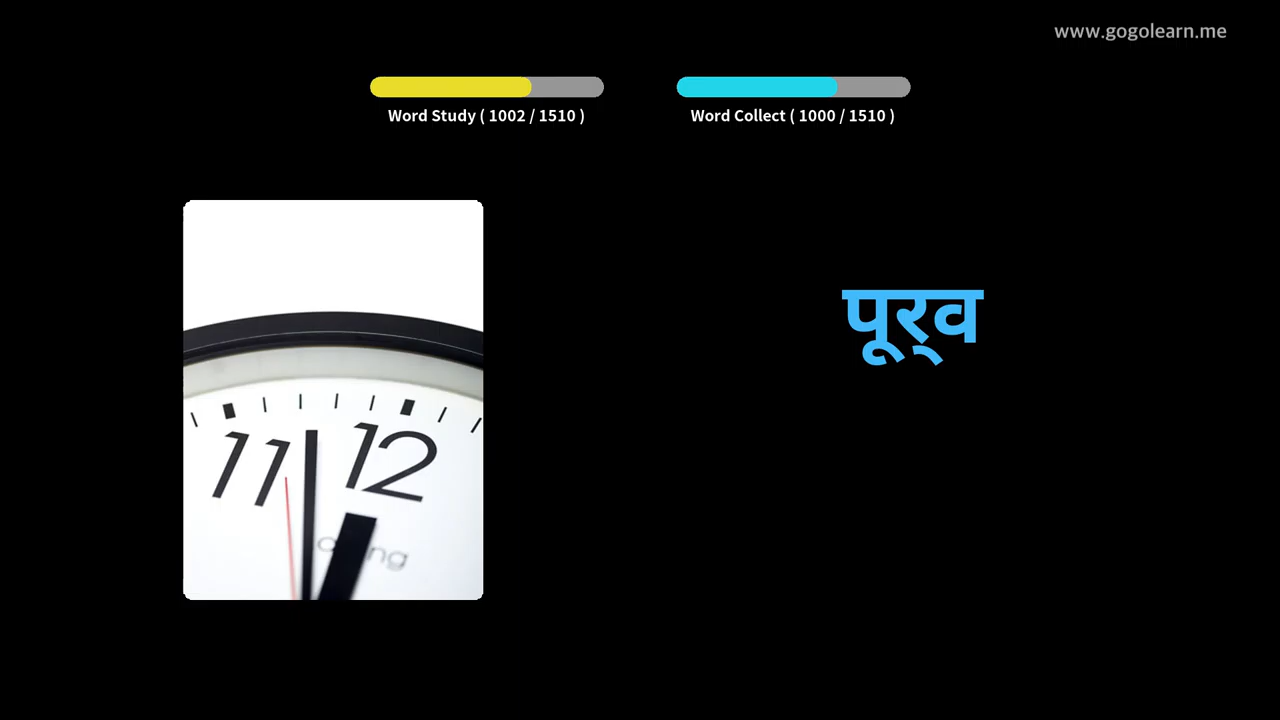 www.gogolearn.me
Word Study ( 1002 / 1510 )
Word Collect ( 1000 / 1510 )
पूर्‌व
11 12